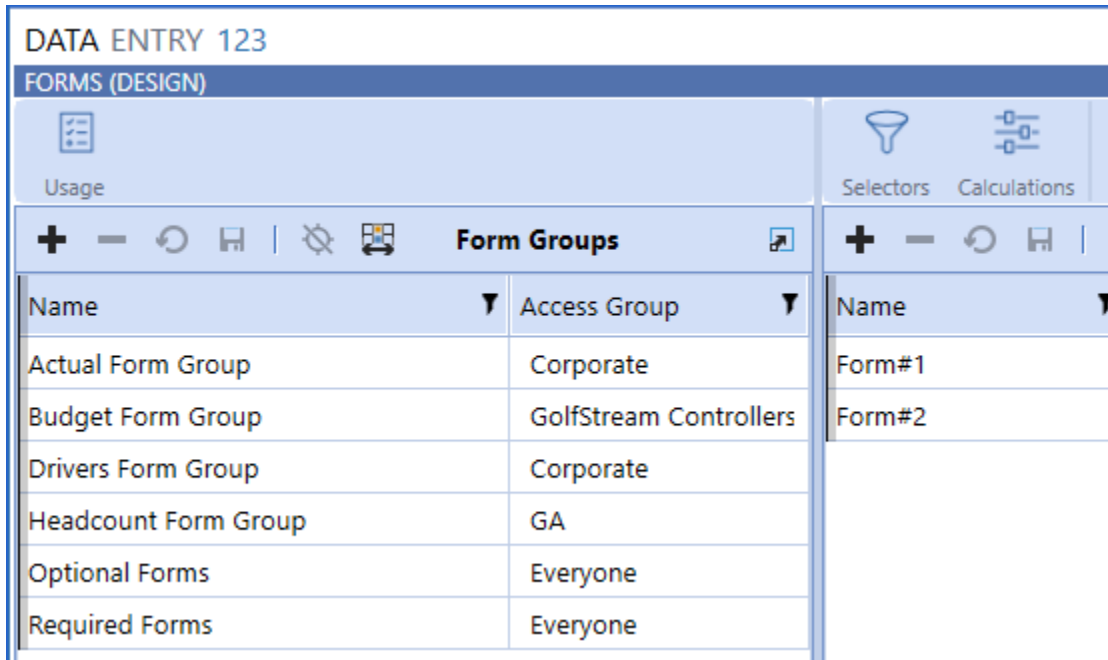 DATA ENTRY 123
FORMS (DESIGN)
Usage
Selectors Calculations
Form Groups
Name Access Group Name
Actual Form Group Corporate Form#1
Budget Form Group GolfStream Controllers Form#2
Drivers Form Group Corporate
Headcount Form Group GA
Optional Forms Everyone
Required Forms Everyone